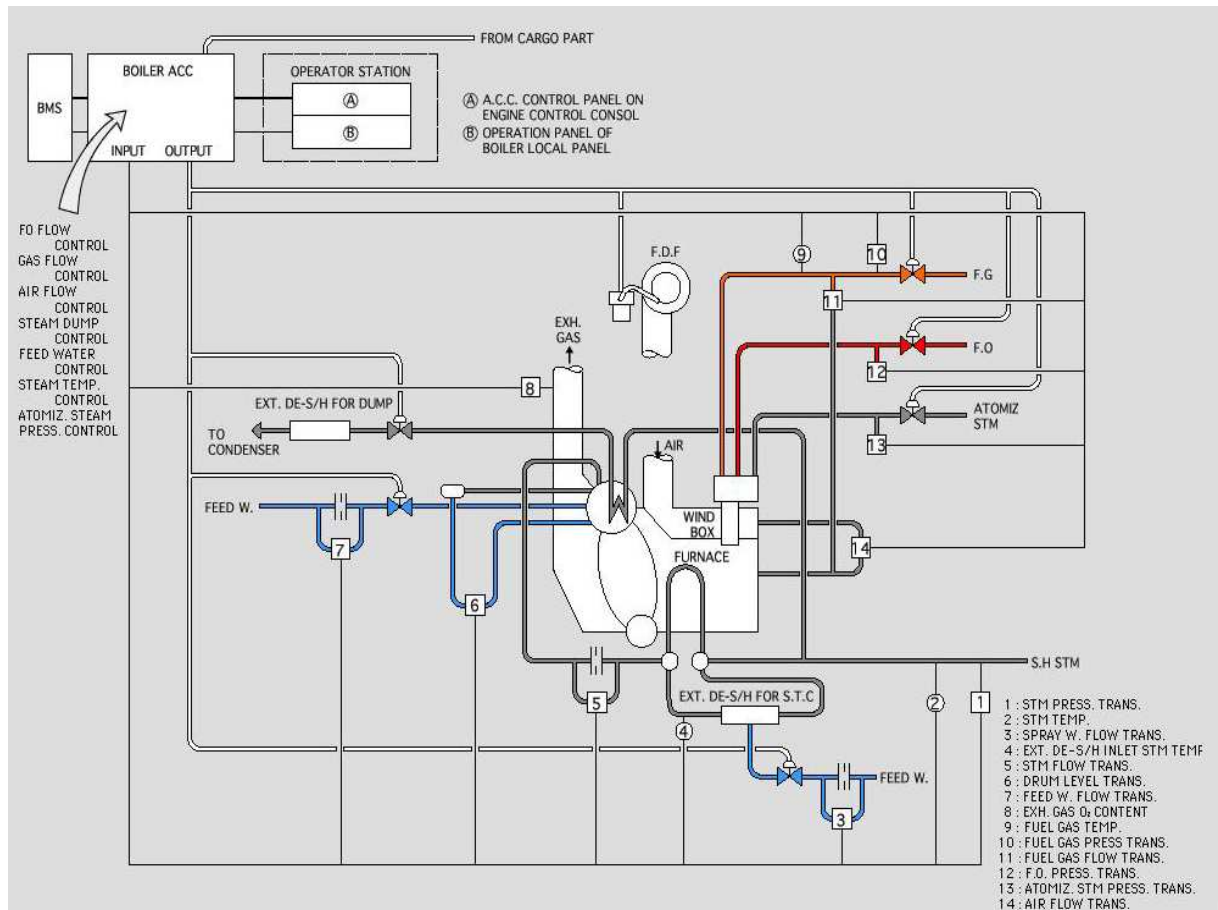 FROM CARGO PART
BOILER ACC
BMS
INPUT OUTPUT
OPERATOR STATION
A
B
A A.C.C. CONTROL PANEL ON
ENGINE CONTROL CONSOL
B OPERATION PANEL OF
BOILER LOCAL PANEL
FO FLOW
CONTROL
GAS FLOW
CONTROL
AIR FLOW
CONTROL
STEAM DUMP
CONTROL
FEED WATER
CONTROL
STEAM TEMP.
CONTROL
ATOMIZ. STEAM
PRESS. CONTROL
F.D.F
9
10
F.G
11
EXH.
GAS
F.O
12
8
EXT. DE-S/H FOR DUMP
ATOMIZ
STM
TO
CONDENSER
AIR
13
FEED W.
WIND
BOX
7
FURNACE
14
6
S.H STM
5
EXT. DE-S/H FOR S.T.C
4
2
1
FEED W.
3
1 : STM PRESS. TRANS.
2 : STM TEMP.
3 : SPRAY W. FLOW TRANS.
4 : EXT. DE-S/H INLET STM TEMP
5 : STM FLOW TRANS.
6 : DRUM LEVEL TRANS.
7 : FEED W. FLOW TRANS.
8 : EXH. GAS O₂ CONTENT
9 : FUEL GAS TEMP.
10 : FUEL GAS PRESS TRANS.
11 : FUEL GAS FLOW TRANS.
12 : F.O. PRESS. TRANS.
13 : ATOMIZ. STM PRESS. TRANS.
14 : AIR FLOW TRANS.